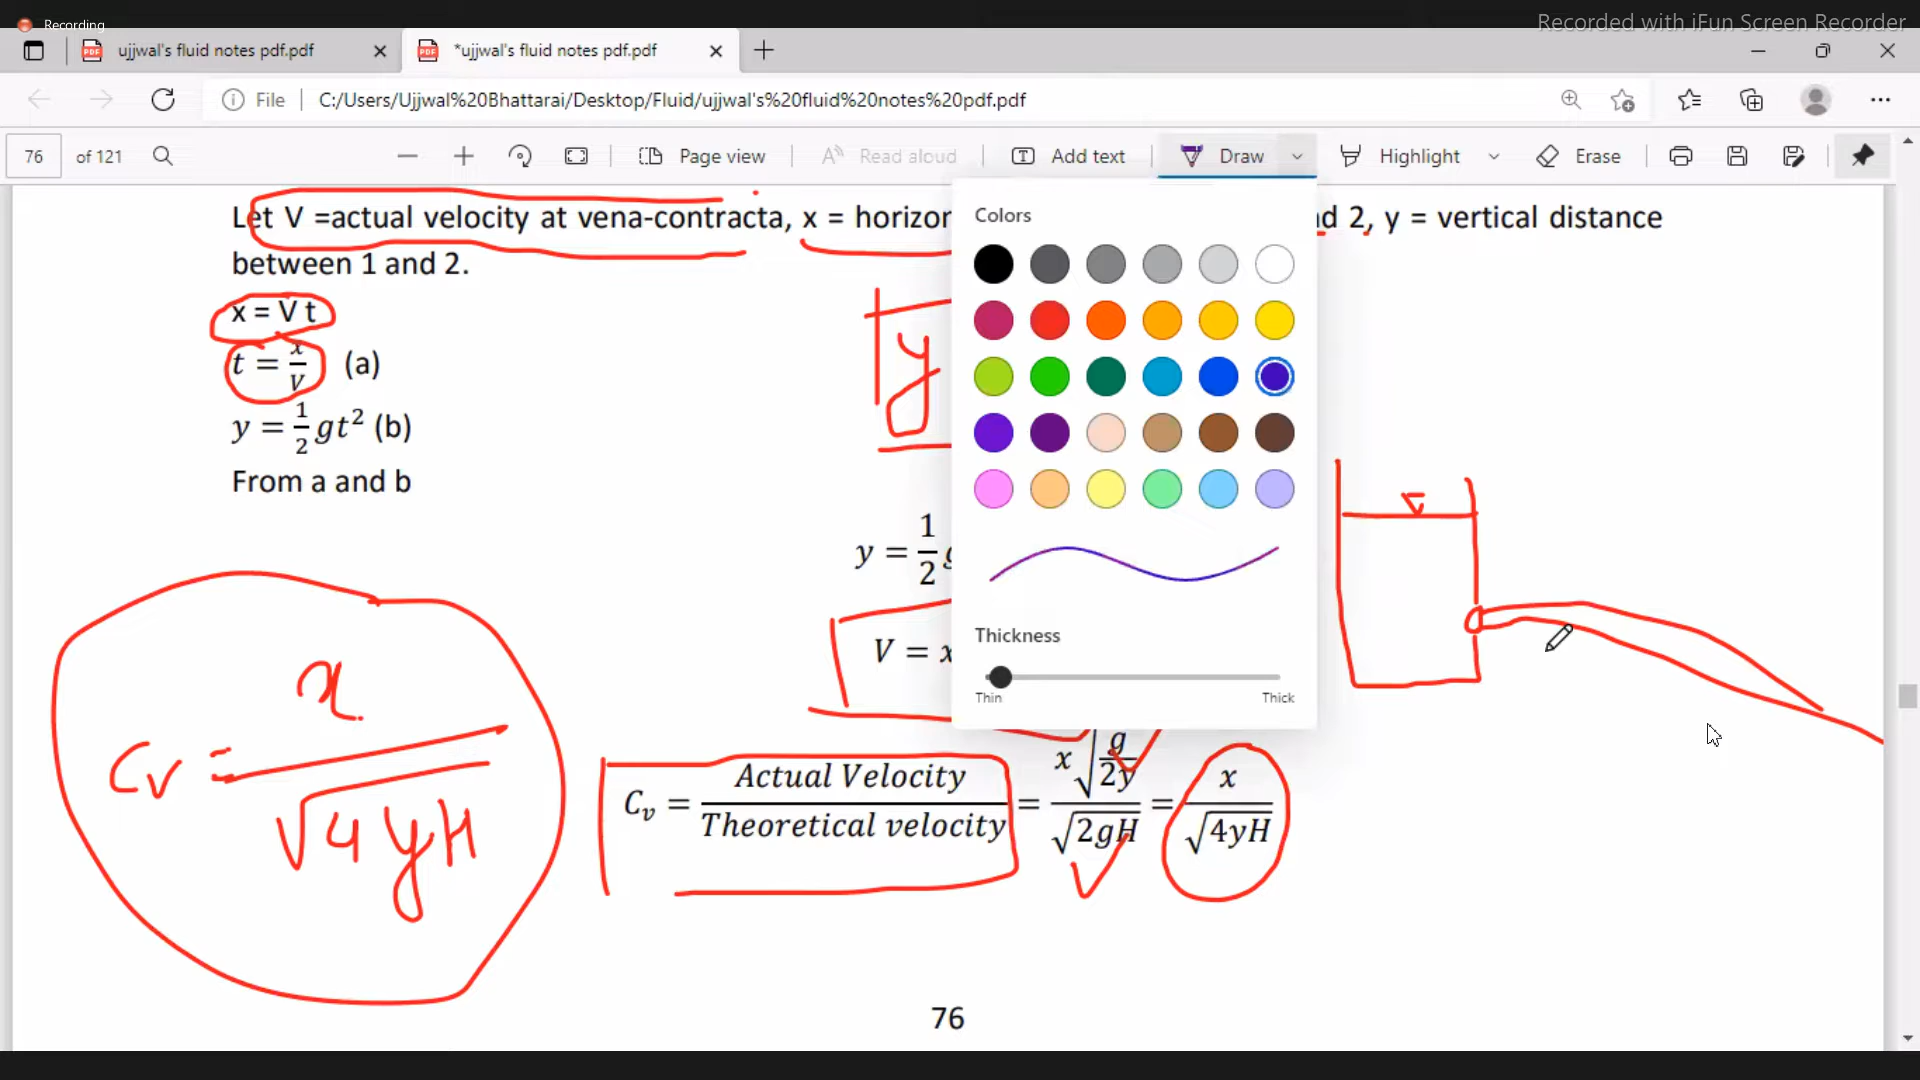 Recording
Recorded with iFun Screen Recorder
ujjwal's fluid notes pdf.pdf
*ujjwal's fluid notes pdf.pdf
File
C:/Users/Ujjwal%20Bhattarai/Desktop/Fluid/ujjwal's%20fluid%20notes%20pdf.pdf
76 of 121
Page view
Read aloud
Add text
Draw
Highlight
Erase
Let V =actual velocity at vena-contracta, x = horizon d 2, y = vertical distance
between 1 and 2.
x = V t
t = x/V (a)
y = 1/2 gt² (b)
From a and b
y
y = 1/2 g
V = x
Colors
Thickness
Thin
Thick
Cv = x/√4yH
Cv = Actual Velocity/Theoretical velocity = x√(g/2y)/√2gH = x/√4yH
76